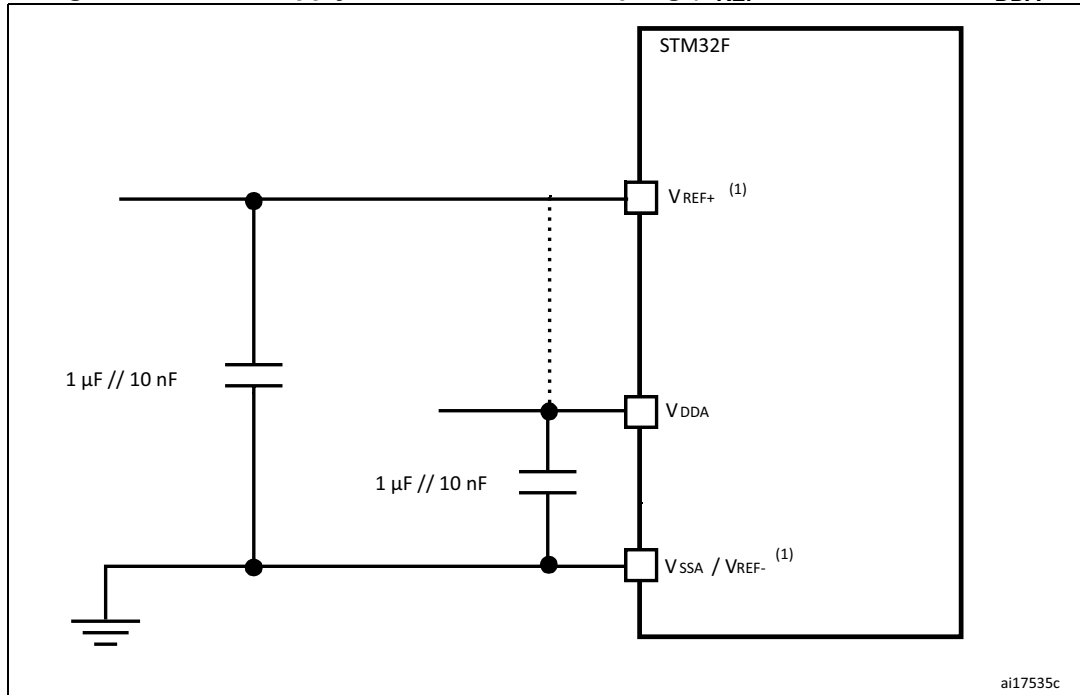 STM32F
VREF+ (1)
1 µF // 10 nF
VDDA
1 µF // 10 nF
VSSA / VREF- (1)
ai17535c